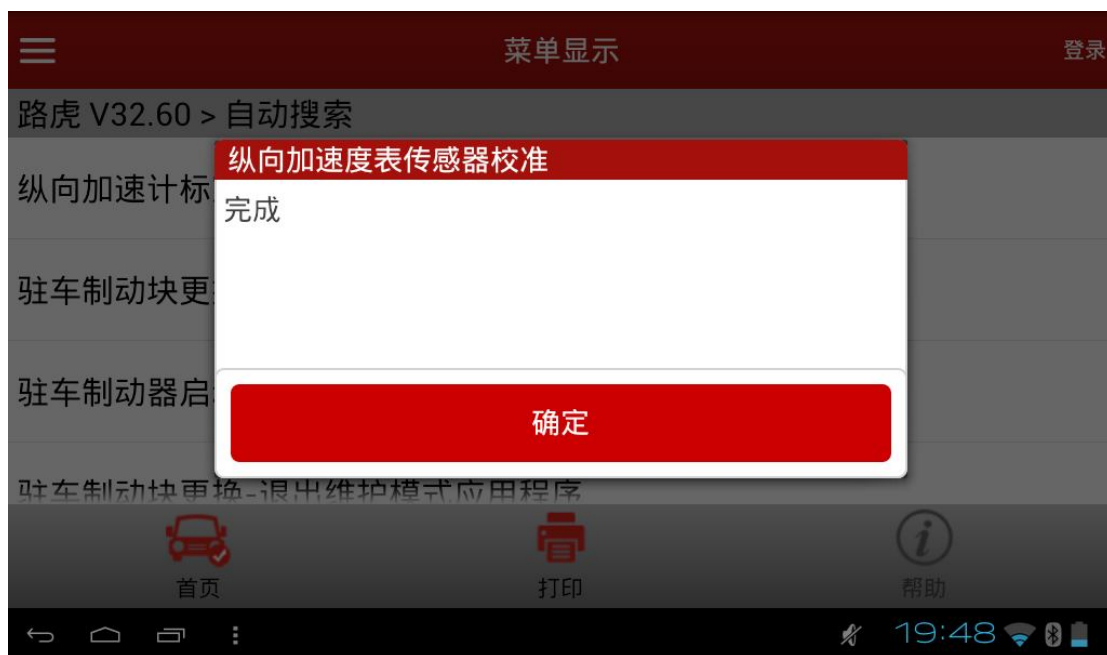 菜单显示
登录
路虎 V32.60 > 自动搜索
纵向加速度表传感器校准
纵向加速计标
完成
驻车制动块更
驻车制动器启
确定
驻车制动块更换-退出维护模式应用程序
首页
打印
帮助
19:48